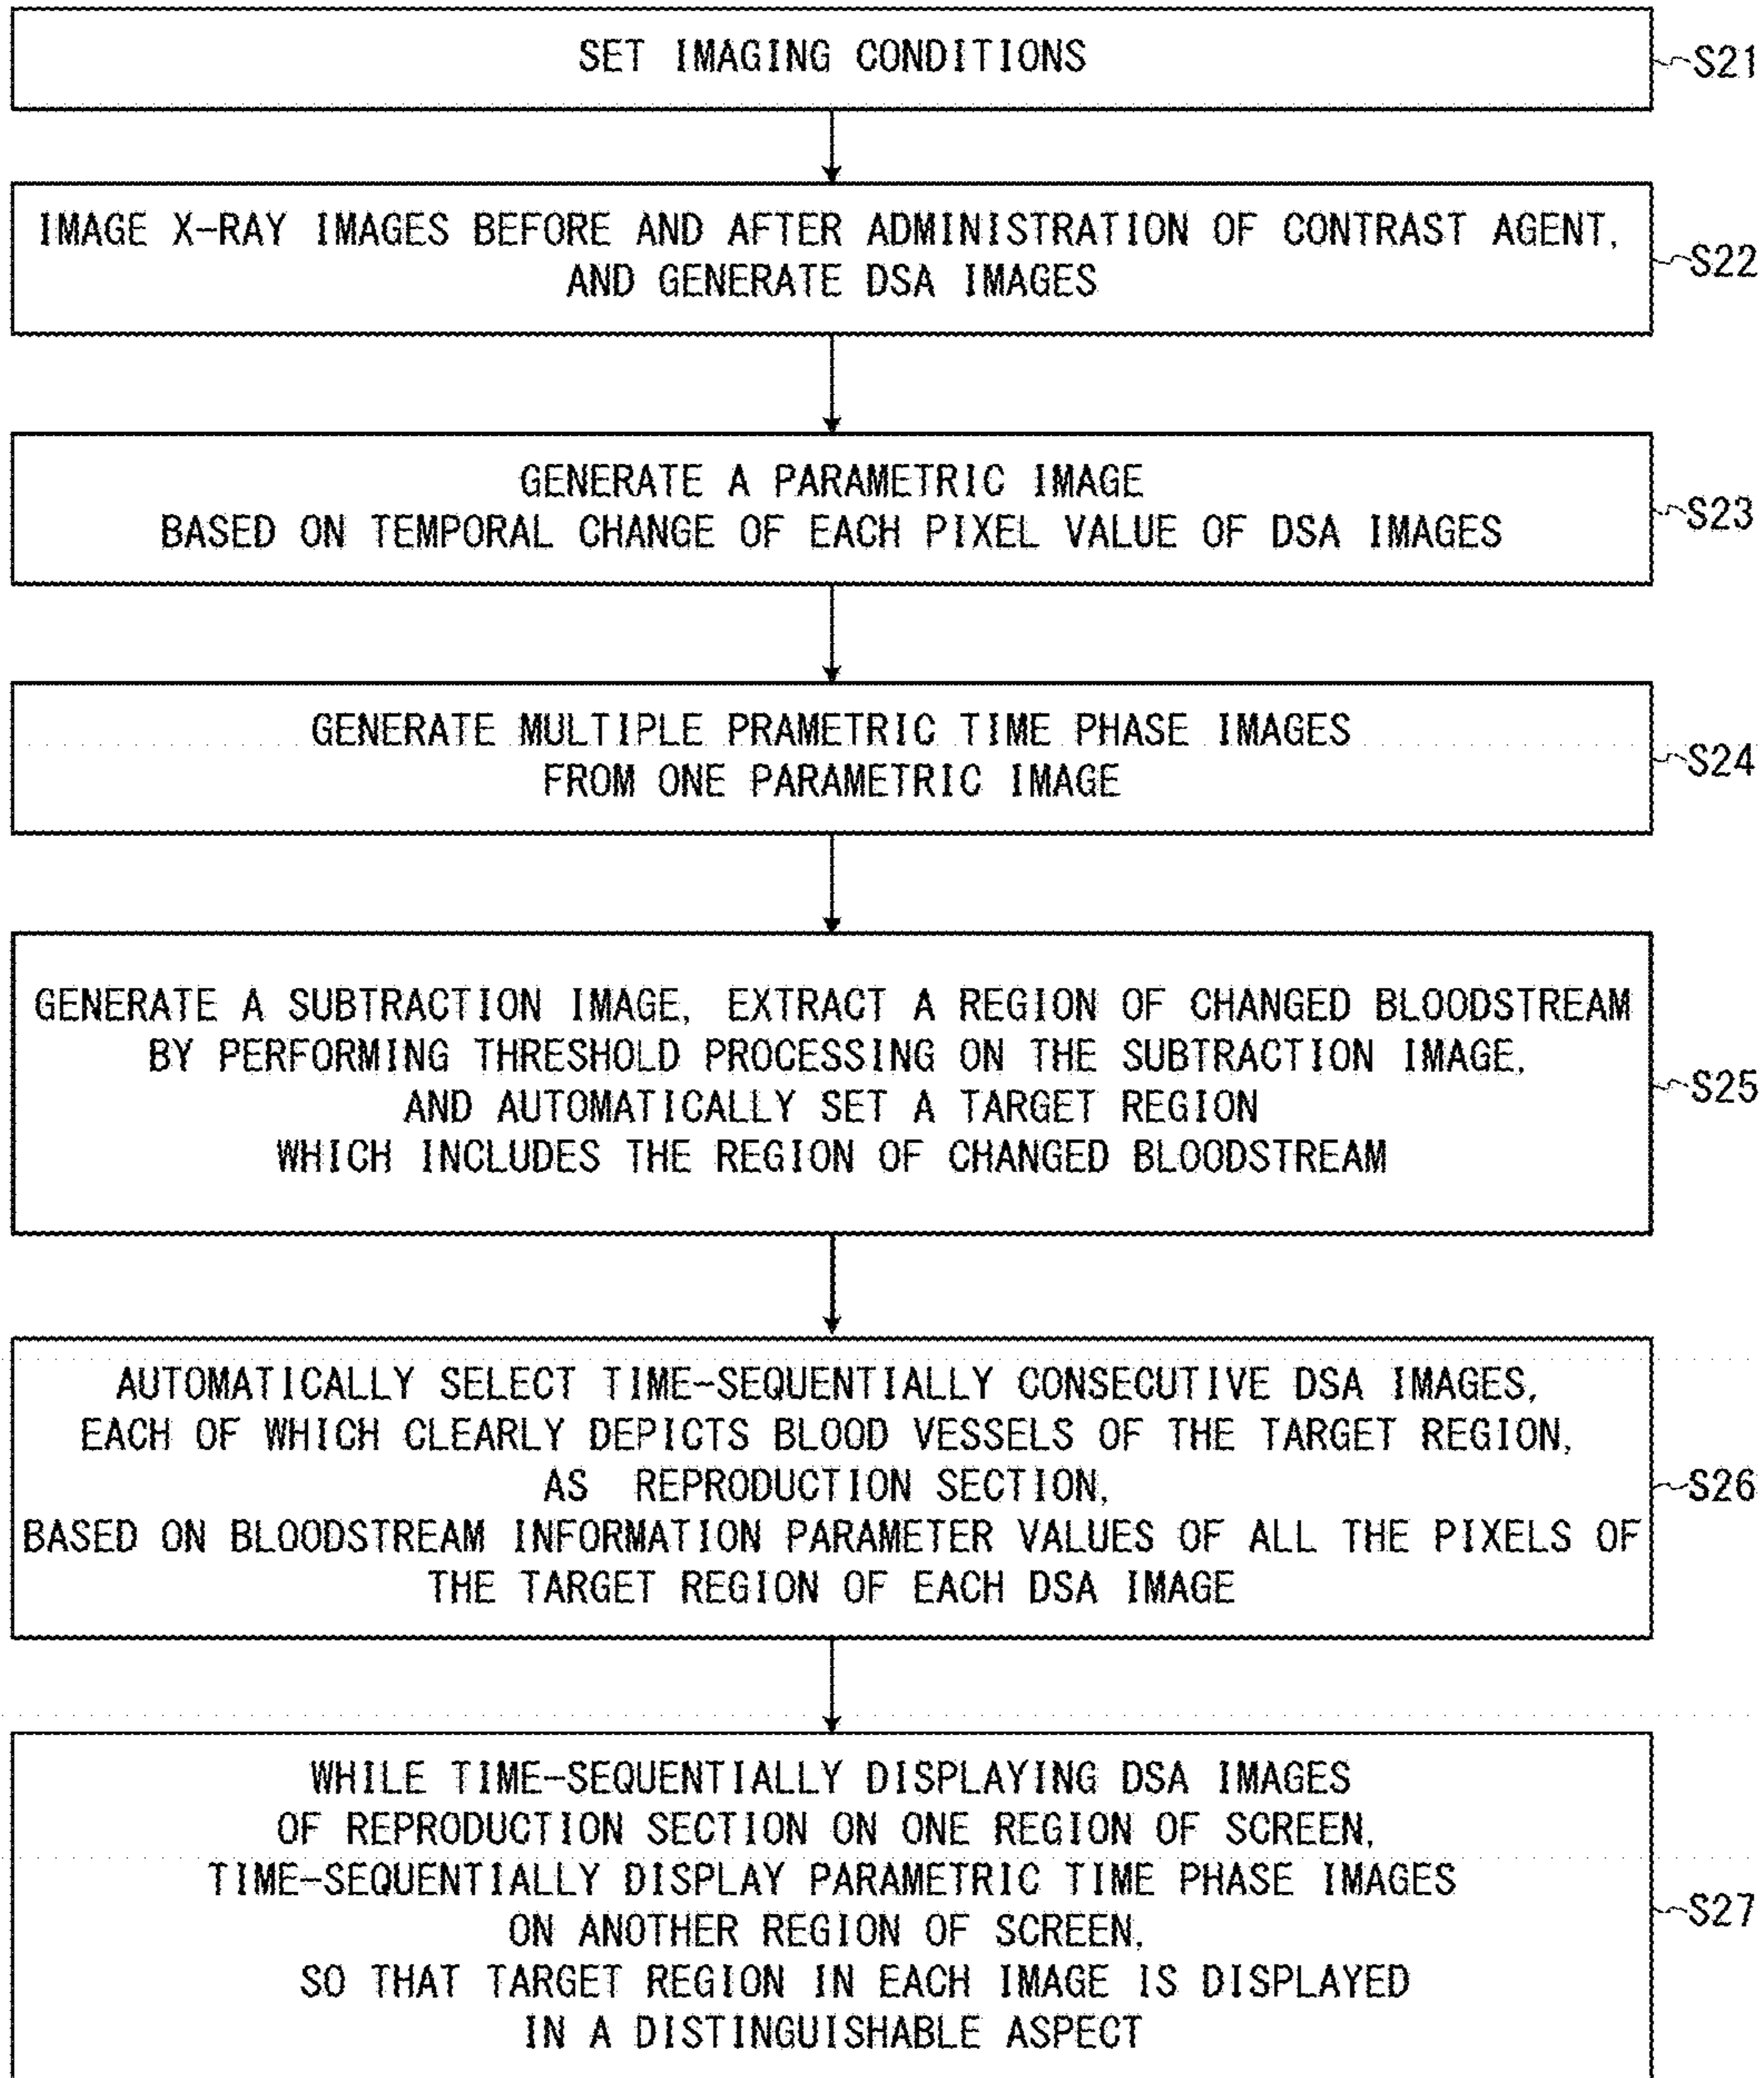 SET IMAGING CONDITIONS
S21
IMAGE X-RAY IMAGES BEFORE AND AFTER ADMINISTRATION OF CONTRAST AGENT,
AND GENERATE DSA IMAGES
S22
GENERATE A PARAMETRIC IMAGE
BASED ON TEMPORAL CHANGE OF EACH PIXEL VALUE OF DSA IMAGES
S23
GENERATE MULTIPLE PRAMETRIC TIME PHASE IMAGES
FROM ONE PARAMETRIC IMAGE
S24
GENERATE A SUBTRACTION IMAGE, EXTRACT A REGION OF CHANGED BLOODSTREAM
BY PERFORMING THRESHOLD PROCESSING ON THE SUBTRACTION IMAGE,
AND AUTOMATICALLY SET A TARGET REGION
WHICH INCLUDES THE REGION OF CHANGED BLOODSTREAM
S25
AUTOMATICALLY SELECT TIME-SEQUENTIALLY CONSECUTIVE DSA IMAGES,
EACH OF WHICH CLEARLY DEPICTS BLOOD VESSELS OF THE TARGET REGION,
AS REPRODUCTION SECTION,
BASED ON BLOODSTREAM INFORMATION PARAMETER VALUES OF ALL THE PIXELS OF
THE TARGET REGION OF EACH DSA IMAGE
S26
WHILE TIME-SEQUENTIALLY DISPLAYING DSA IMAGES
OF REPRODUCTION SECTION ON ONE REGION OF SCREEN,
TIME-SEQUENTIALLY DISPLAY PARAMETRIC TIME PHASE IMAGES
ON ANOTHER REGION OF SCREEN,
SO THAT TARGET REGION IN EACH IMAGE IS DISPLAYED
IN A DISTINGUISHABLE ASPECT
S27